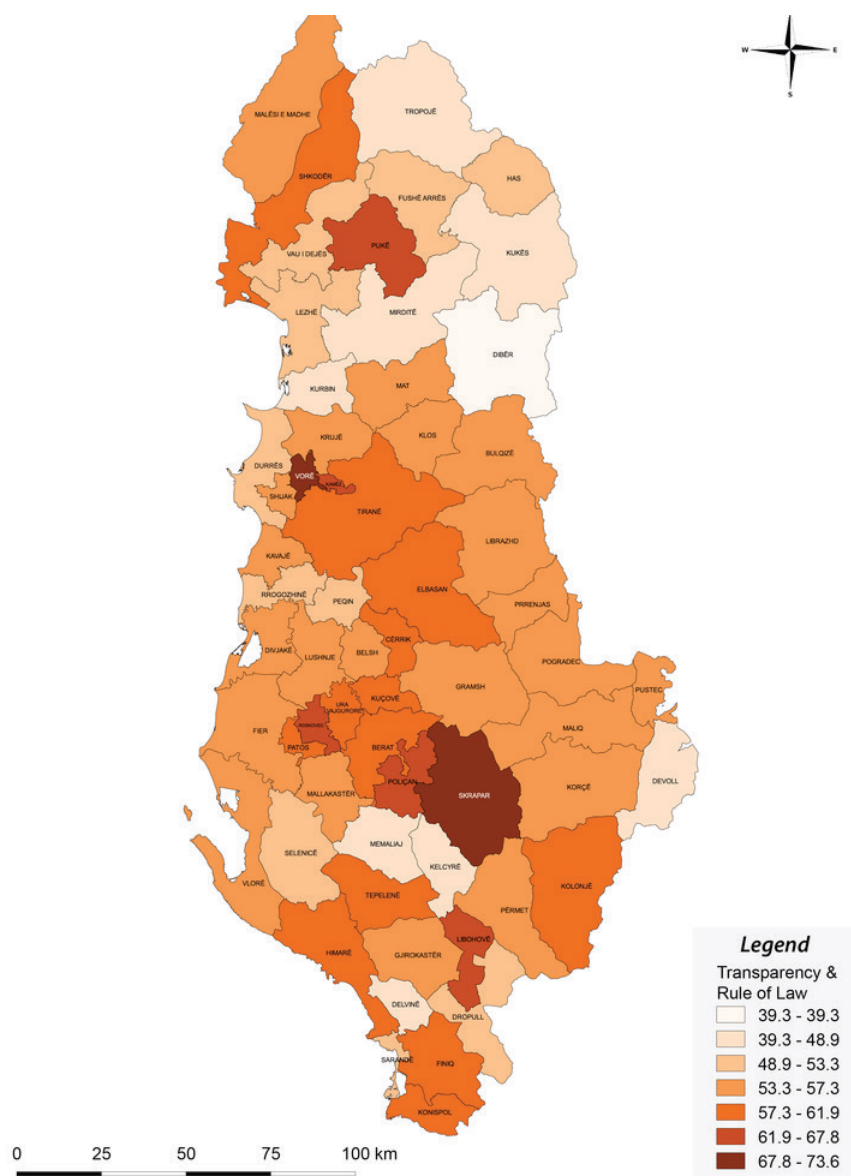 N
W E
S
MALËSI E MADHE
TROPOJË
SHKODËR
HAS
FUSHË ARRËS
PUKË
VAU I DEJËS
KUKËS
LEZHË
MIRDITË
DIBËR
KURBIN
MAT
KRUJË
KLOS
BULQIZË
DURRËS
VORË
KAMËZ
SHIJAK
TIRANË
LIBRAZHD
KAVAJË
ELBASAN
RROGOZHINË
PEQIN
PRRENJAS
CËRRIK
DIVJAKË
LUSHNJE
BELSH
POGRADEC
GRAMSH
PUSTEC
KUÇOVË
URA
VAJGURORE
ROSKOVEC
FIER
PATOS
BERAT
MALIQ
POLIÇAN
DEVOLL
MALLAKASTËR
SKRAPAR
KORÇË
MEMALIAJ
SELENICË
KELCYRË
VLORË
TEPELENË
KOLONJË
PËRMET
LIBOHOVË
HIMARË
GJIROKASTËR
DELVINË
DROPULL
SARANDË
FINIQ
KONISPOL
Legend
Transparency &
Rule of Law
39.3 - 39.3
39.3 - 48.9
48.9 - 53.3
53.3 - 57.3
57.3 - 61.9
61.9 - 67.8
67.8 - 73.6
0 25 50 75 100 km